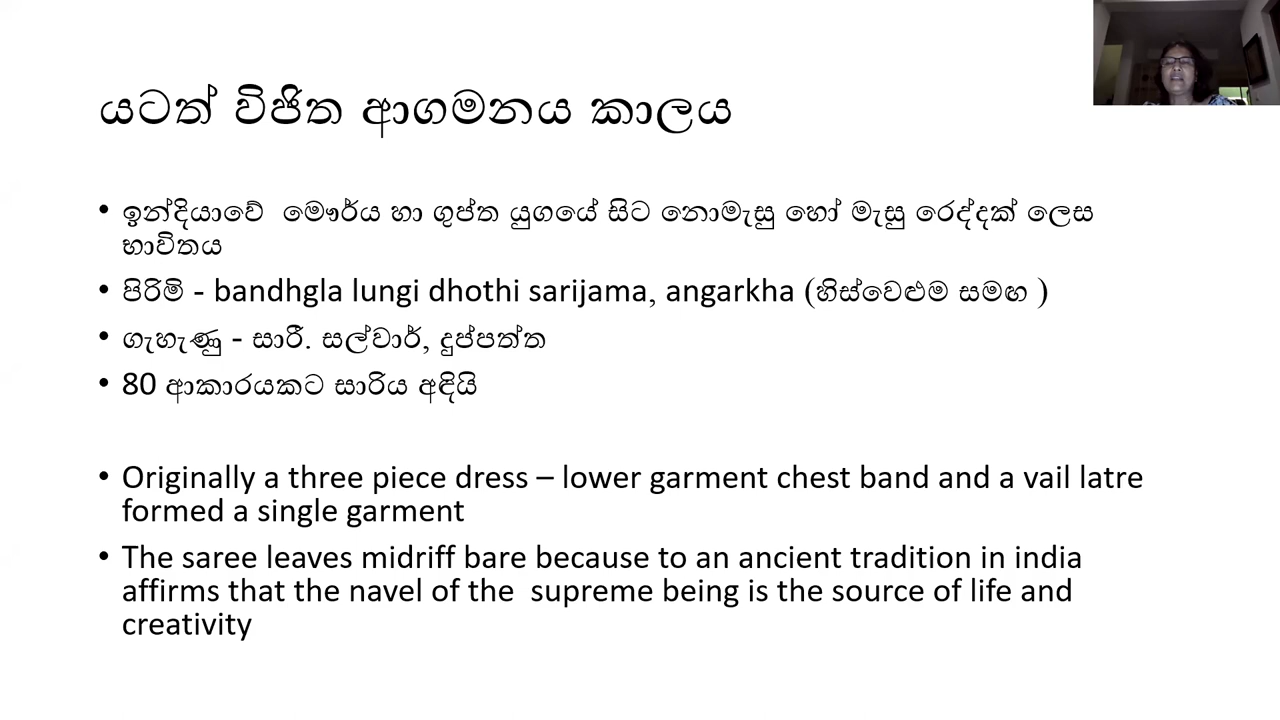 යටත් විජිත ආගමනය කාලය
• ඉන්දියාවේ  මෞර්ය හා ගුප්ත යුගයේ සිට නොමැසු හෝ මැසු රෙද්දක් ලෙස
භාවිතය
• පිරිමි - bandhgla lungi dhothi sarijama, angarkha (හිස්වෙළුම සමඟ )
• ගැහැණු - සාරී. සල්වාර්, දුප්පත්ත
• 80 ආකාරයකට සාරිය අඳියි
• Originally a three piece dress – lower garment chest band and a vail latre
formed a single garment
• The saree leaves midriff bare because to an ancient tradition in india
affirms that the navel of the  supreme being is the source of life and
creativity